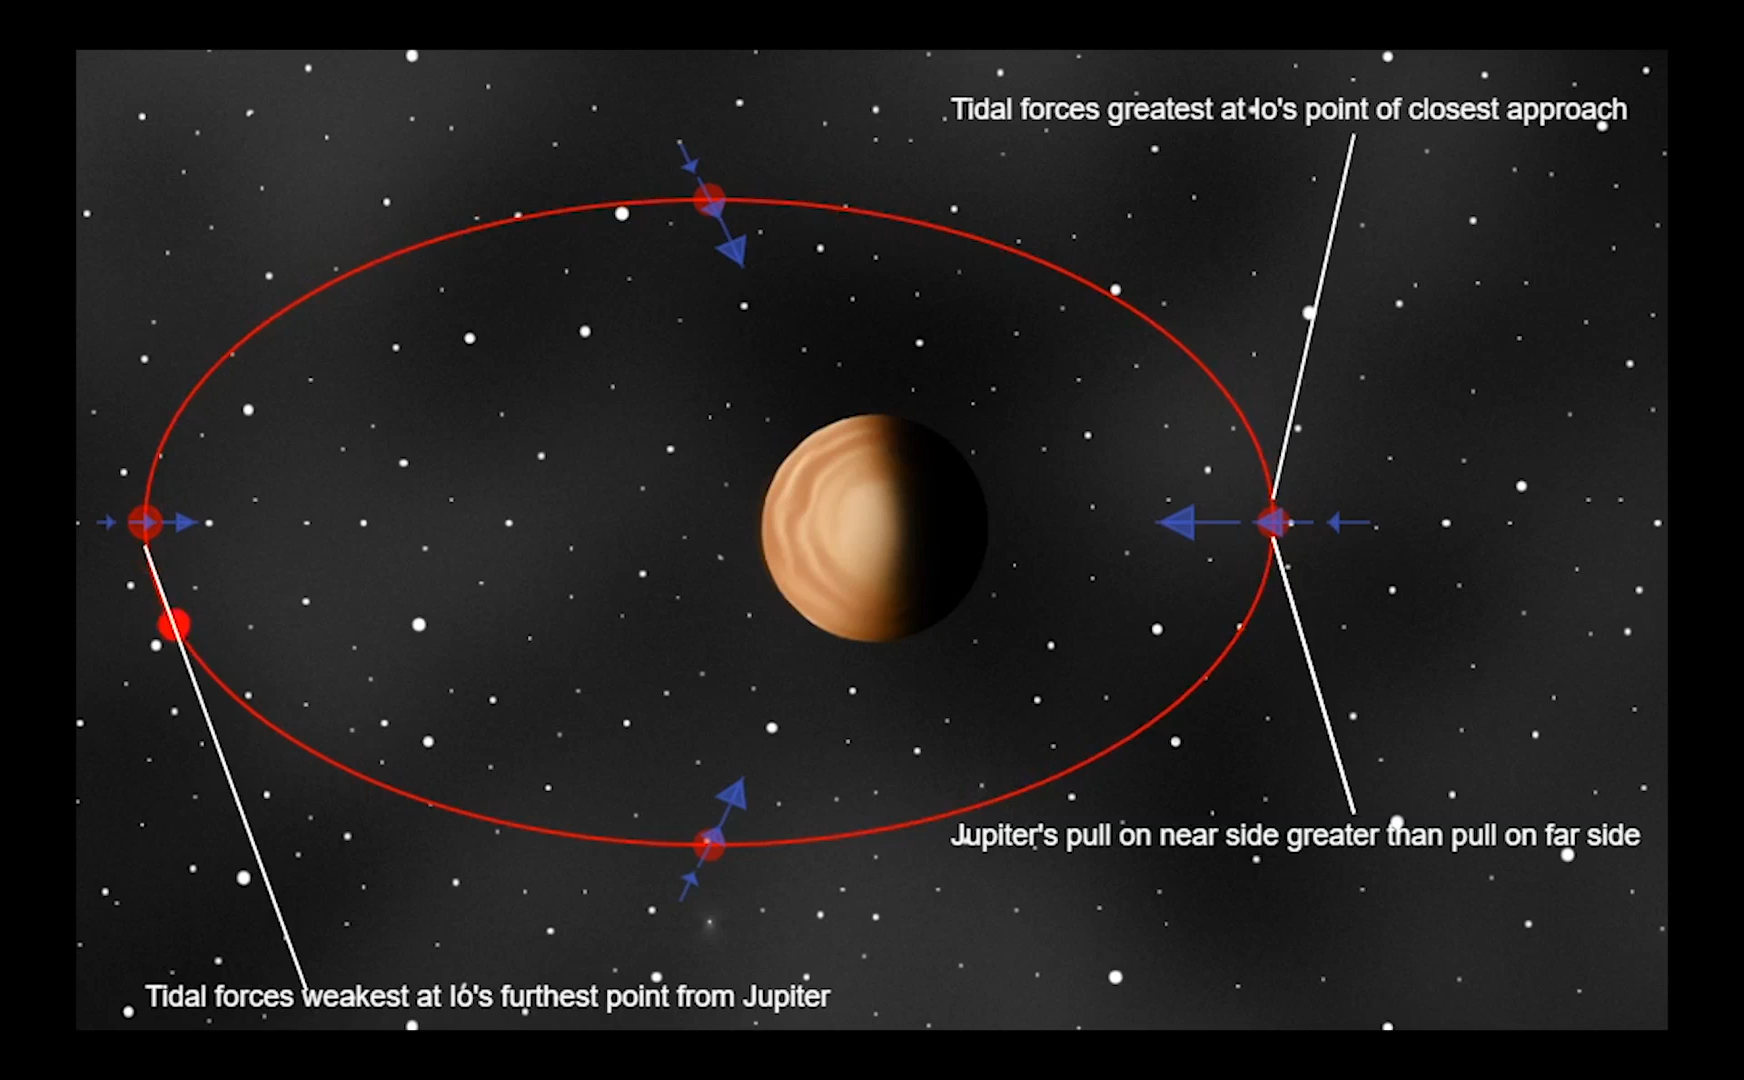 Tidal forces greatest at Io's point of closest approach
Jupiter's pull on near side greater than pull on far side
Tidal forces weakest at Io's furthest point from Jupiter